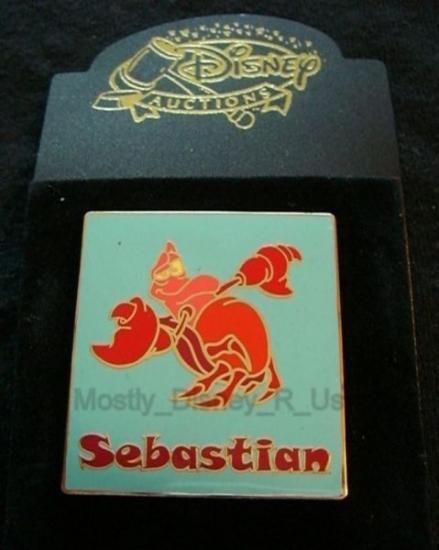 Disney
AUCTIONS
Mostly_Disney_R_Us
Sebastian